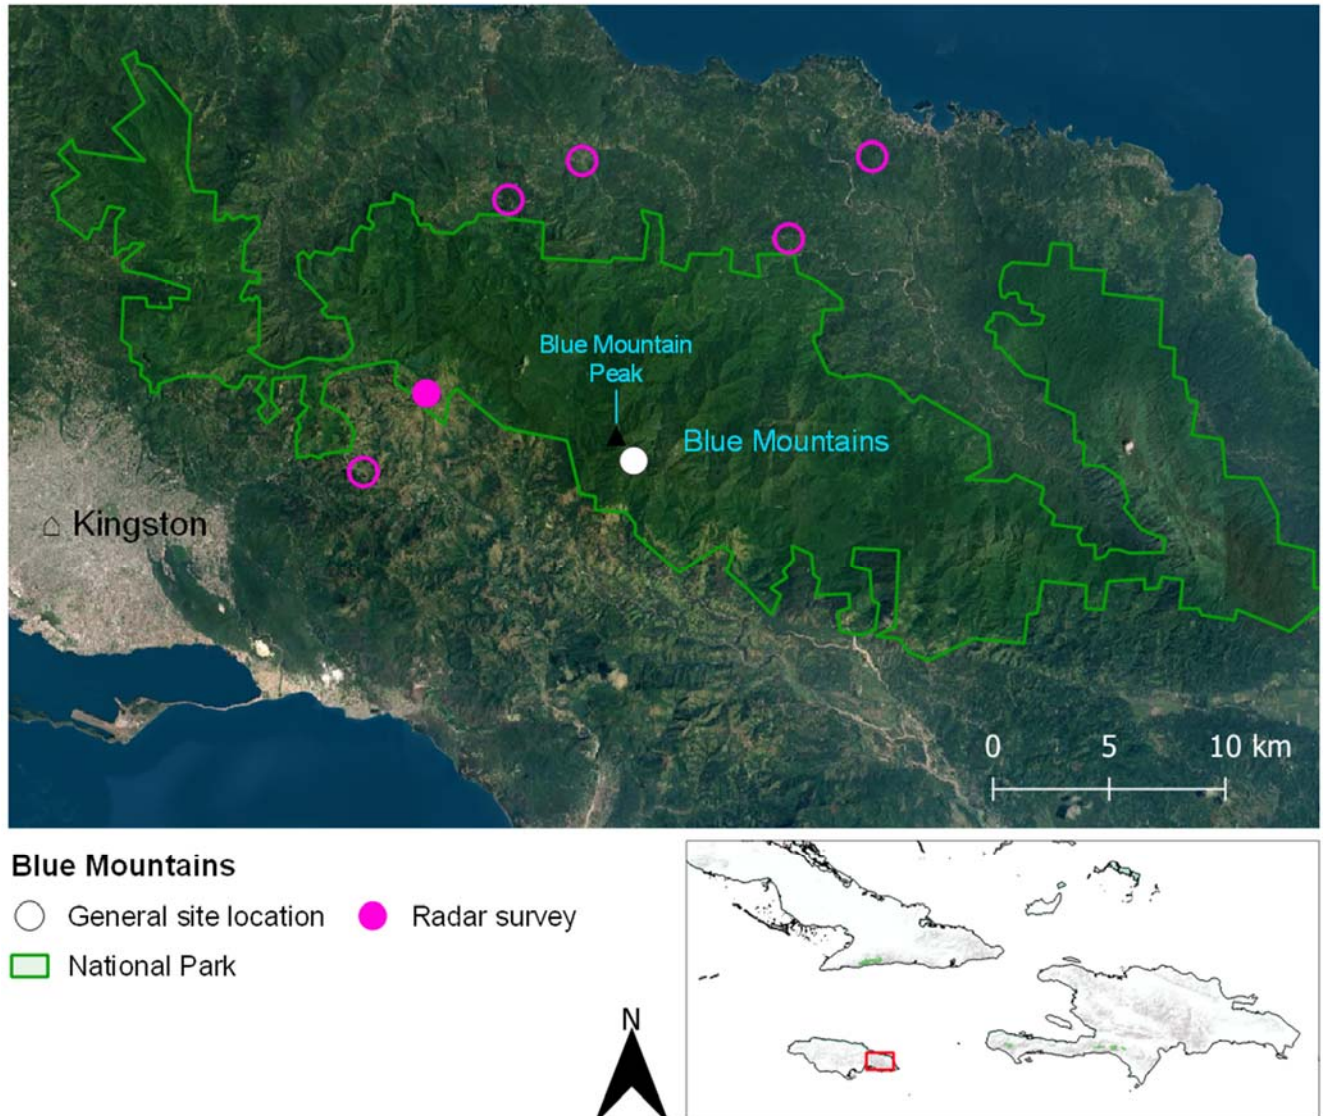 Blue Mountain
Peak
Blue Mountains
Kingston
0 5 10 km
Blue Mountains
General site location
Radar survey
National Park
N